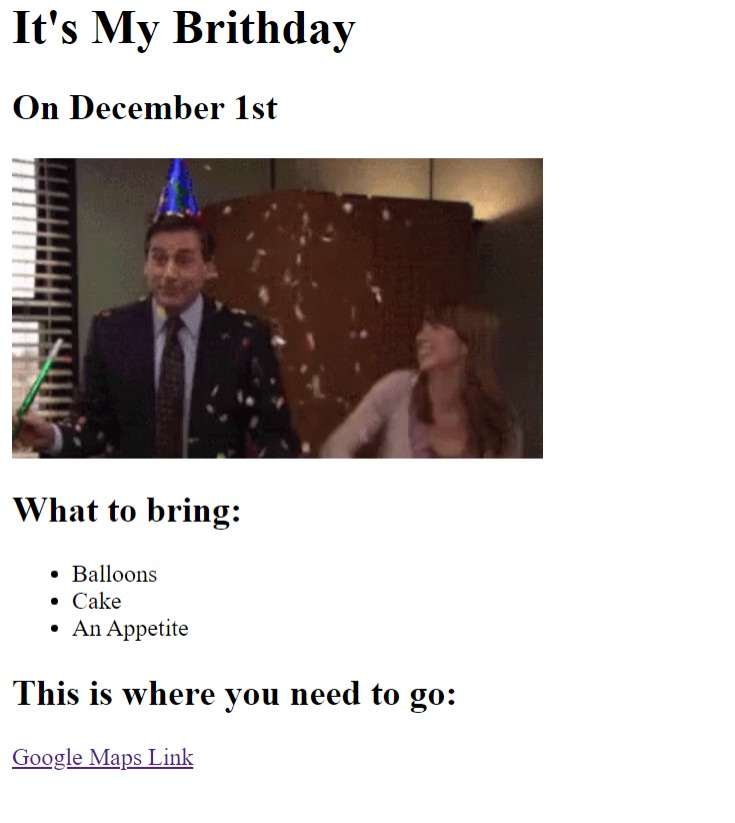 It's My Brithday
On December 1st
What to bring:
Balloons
Cake
An Appetite
This is where you need to go:
Google Maps Link